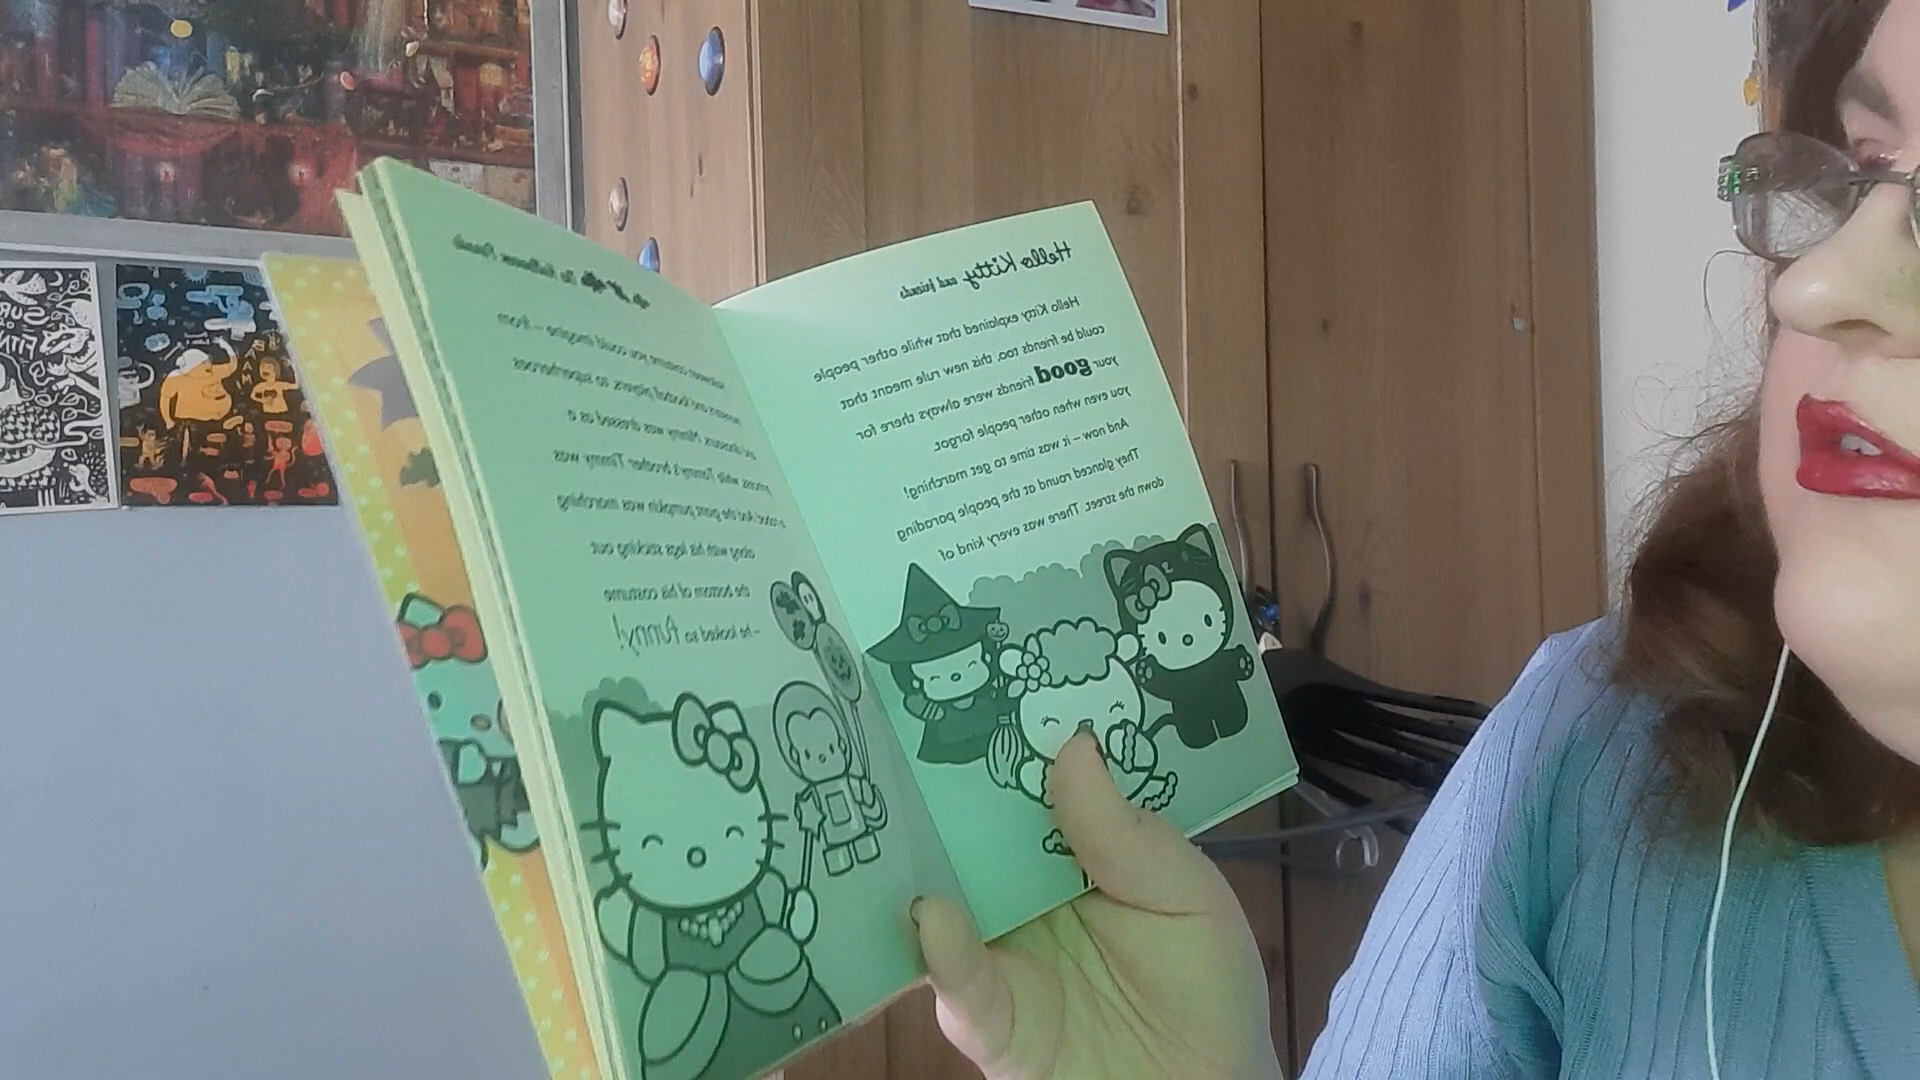 Hello Kitty and friends
Hello Kitty explained that while other people
could be friends, too, this new rule meant that
your good friends were always there for
you even when other people forgot.
And now – it was time to get marching!
They glanced round at the people parading
down the street. There was every kind of
The Halloween Parade
costume you could imagine – from
and football players, to superheroes
and dinosaurs. Mimmy was dressed as a
princess, while Tammy's brother Timmy was
a robot! And the giant pumpkin was marching
along with his legs sticking out
the bottom of his costume
– he looked so funny!